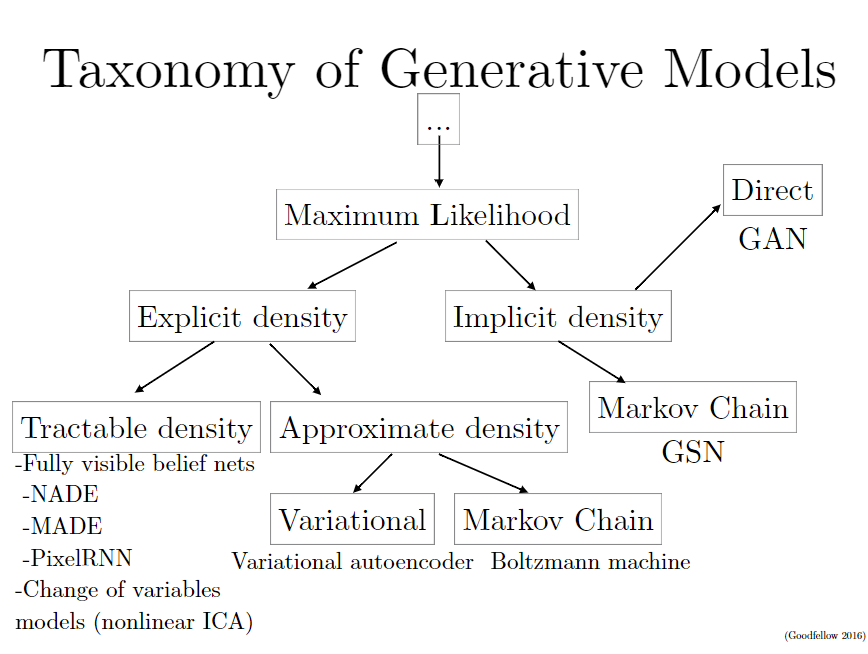 Taxonomy of Generative Models
...
Maximum Likelihood
Direct
GAN
Explicit density
Implicit density
Tractable density
-Fully visible belief nets
-NADE
-MADE
-PixelRNN
-Change of variables
models (nonlinear ICA)
Approximate density
Markov Chain
GSN
Variational
Variational autoencoder
Markov Chain
Boltzmann machine
(Goodfellow 2016)